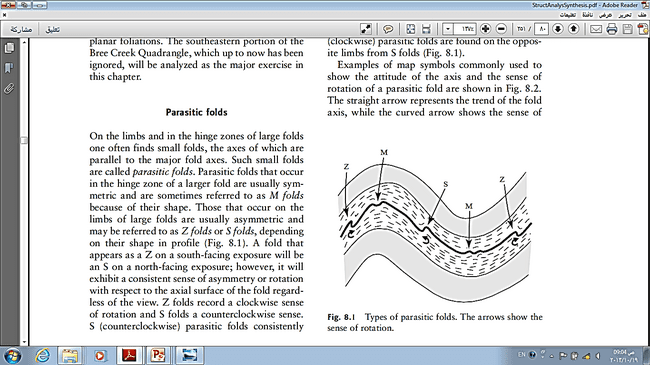 StructAnalysSynthesis.pdf - Adobe Reader
ملف تحرير عرض نافذة تعليمات
١٣٧٪
٨٠
مشاركة
تعليق
planar foliations. The southeastern portion of the
Bree Creek Quadrangle, which up to now has been
ignored, will be analyzed as the major exercise in
this chapter.
Parasitic folds
On the limbs and in the hinge zones of large folds
one often finds small folds, the axes of which are
parallel to the major fold axes. Such small folds
are called parasitic folds. Parasitic folds that occur
in the hinge zone of a larger fold are usually sym-
metric and are sometimes referred to as M folds
because of their shape. Those that occur on the
limbs of large folds are usually asymmetric and
may be referred to as Z folds or S folds, depending
on their shape in profile (Fig. 8.1). A fold that
appears as a Z on a south-facing exposure will be
an S on a north-facing exposure; however, it will
exhibit a consistent sense of asymmetry or rotation
with respect to the axial surface of the fold regard-
less of the view. Z folds record a clockwise sense
of rotation and S folds a counterclockwise sense.
S (counterclockwise) parasitic folds consistently
(clockwise) parasitic folds are found on the oppos-
ite limbs from S folds (Fig. 8.1).
Examples of map symbols commonly used to
show the attitude of the axis and the sense of
rotation of a parasitic fold are shown in Fig. 8.2.
The straight arrow represents the trend of the fold
axis, while the curved arrow shows the sense of
Z
M
S
M
Z
Fig. 8.1 Types of parasitic folds. The arrows show the
sense of rotation.
EN
09:04 ص